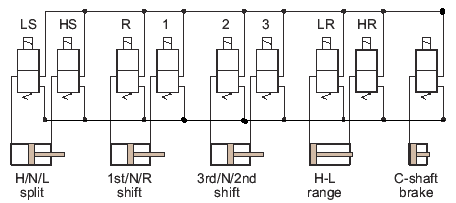 LS HS R 1 2 3 LR HR
H/N/L 1st/N/R 3rd/N/2nd H-L C-shaft
split shift shift range brake